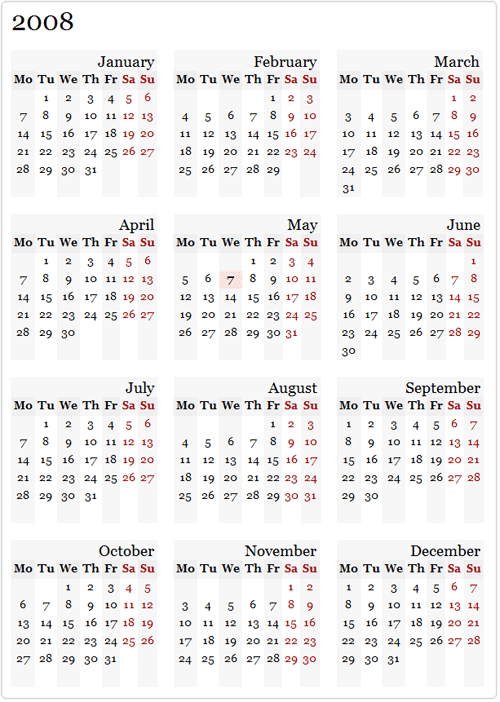 2008
January
Mo Tu We Th Fr Sa Su
1 2 3 4 5 6
7 8 9 10 11 12 13
14 15 16 17 18 19 20
21 22 23 24 25 26 27
28 29 30 31
February
Mo Tu We Th Fr Sa Su
1 2 3
4 5 6 7 8 9 10
11 12 13 14 15 16 17
18 19 20 21 22 23 24
25 26 27 28 29
March
Mo Tu We Th Fr Sa Su
1 2
3 4 5 6 7 8 9
10 11 12 13 14 15 16
17 18 19 20 21 22 23
24 25 26 27 28 29 30
31
April
Mo Tu We Th Fr Sa Su
1 2 3 4 5 6
7 8 9 10 11 12 13
14 15 16 17 18 19 20
21 22 23 24 25 26 27
28 29 30
May
Mo Tu We Th Fr Sa Su
1 2 3 4
5 6 7 8 9 10 11
12 13 14 15 16 17 18
19 20 21 22 23 24 25
26 27 28 29 30 31
June
Mo Tu We Th Fr Sa Su
1
2 3 4 5 6 7 8
9 10 11 12 13 14 15
16 17 18 19 20 21 22
23 24 25 26 27 28 29
30
July
Mo Tu We Th Fr Sa Su
1 2 3 4 5 6
7 8 9 10 11 12 13
14 15 16 17 18 19 20
21 22 23 24 25 26 27
28 29 30 31
August
Mo Tu We Th Fr Sa Su
1 2 3
4 5 6 7 8 9 10
11 12 13 14 15 16 17
18 19 20 21 22 23 24
25 26 27 28 29 30 31
September
Mo Tu We Th Fr Sa Su
1 2 3 4 5 6 7
8 9 10 11 12 13 14
15 16 17 18 19 20 21
22 23 24 25 26 27 28
29 30
October
Mo Tu We Th Fr Sa Su
1 2 3 4 5
6 7 8 9 10 11 12
13 14 15 16 17 18 19
20 21 22 23 24 25 26
27 28 29 30 31
November
Mo Tu We Th Fr Sa Su
1 2
3 4 5 6 7 8 9
10 11 12 13 14 15 16
17 18 19 20 21 22 23
24 25 26 27 28 29 30
December
Mo Tu We Th Fr Sa Su
1 2 3 4 5 6 7
8 9 10 11 12 13 14
15 16 17 18 19 20 21
22 23 24 25 26 27 28
29 30 31